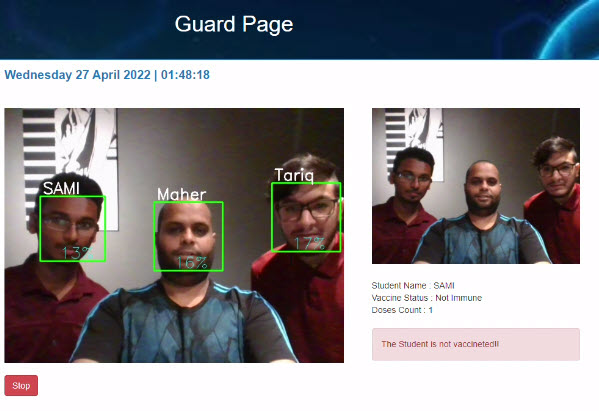 Guard Page
Wednesday 27 April 2022 | 01:48:18
SAMI
Maher
Tariq
13%
16%
17%
Student Name : SAMI
Vaccine Status : Not Immune
Doses Count : 1
The Student is not vaccineted!!
Stop